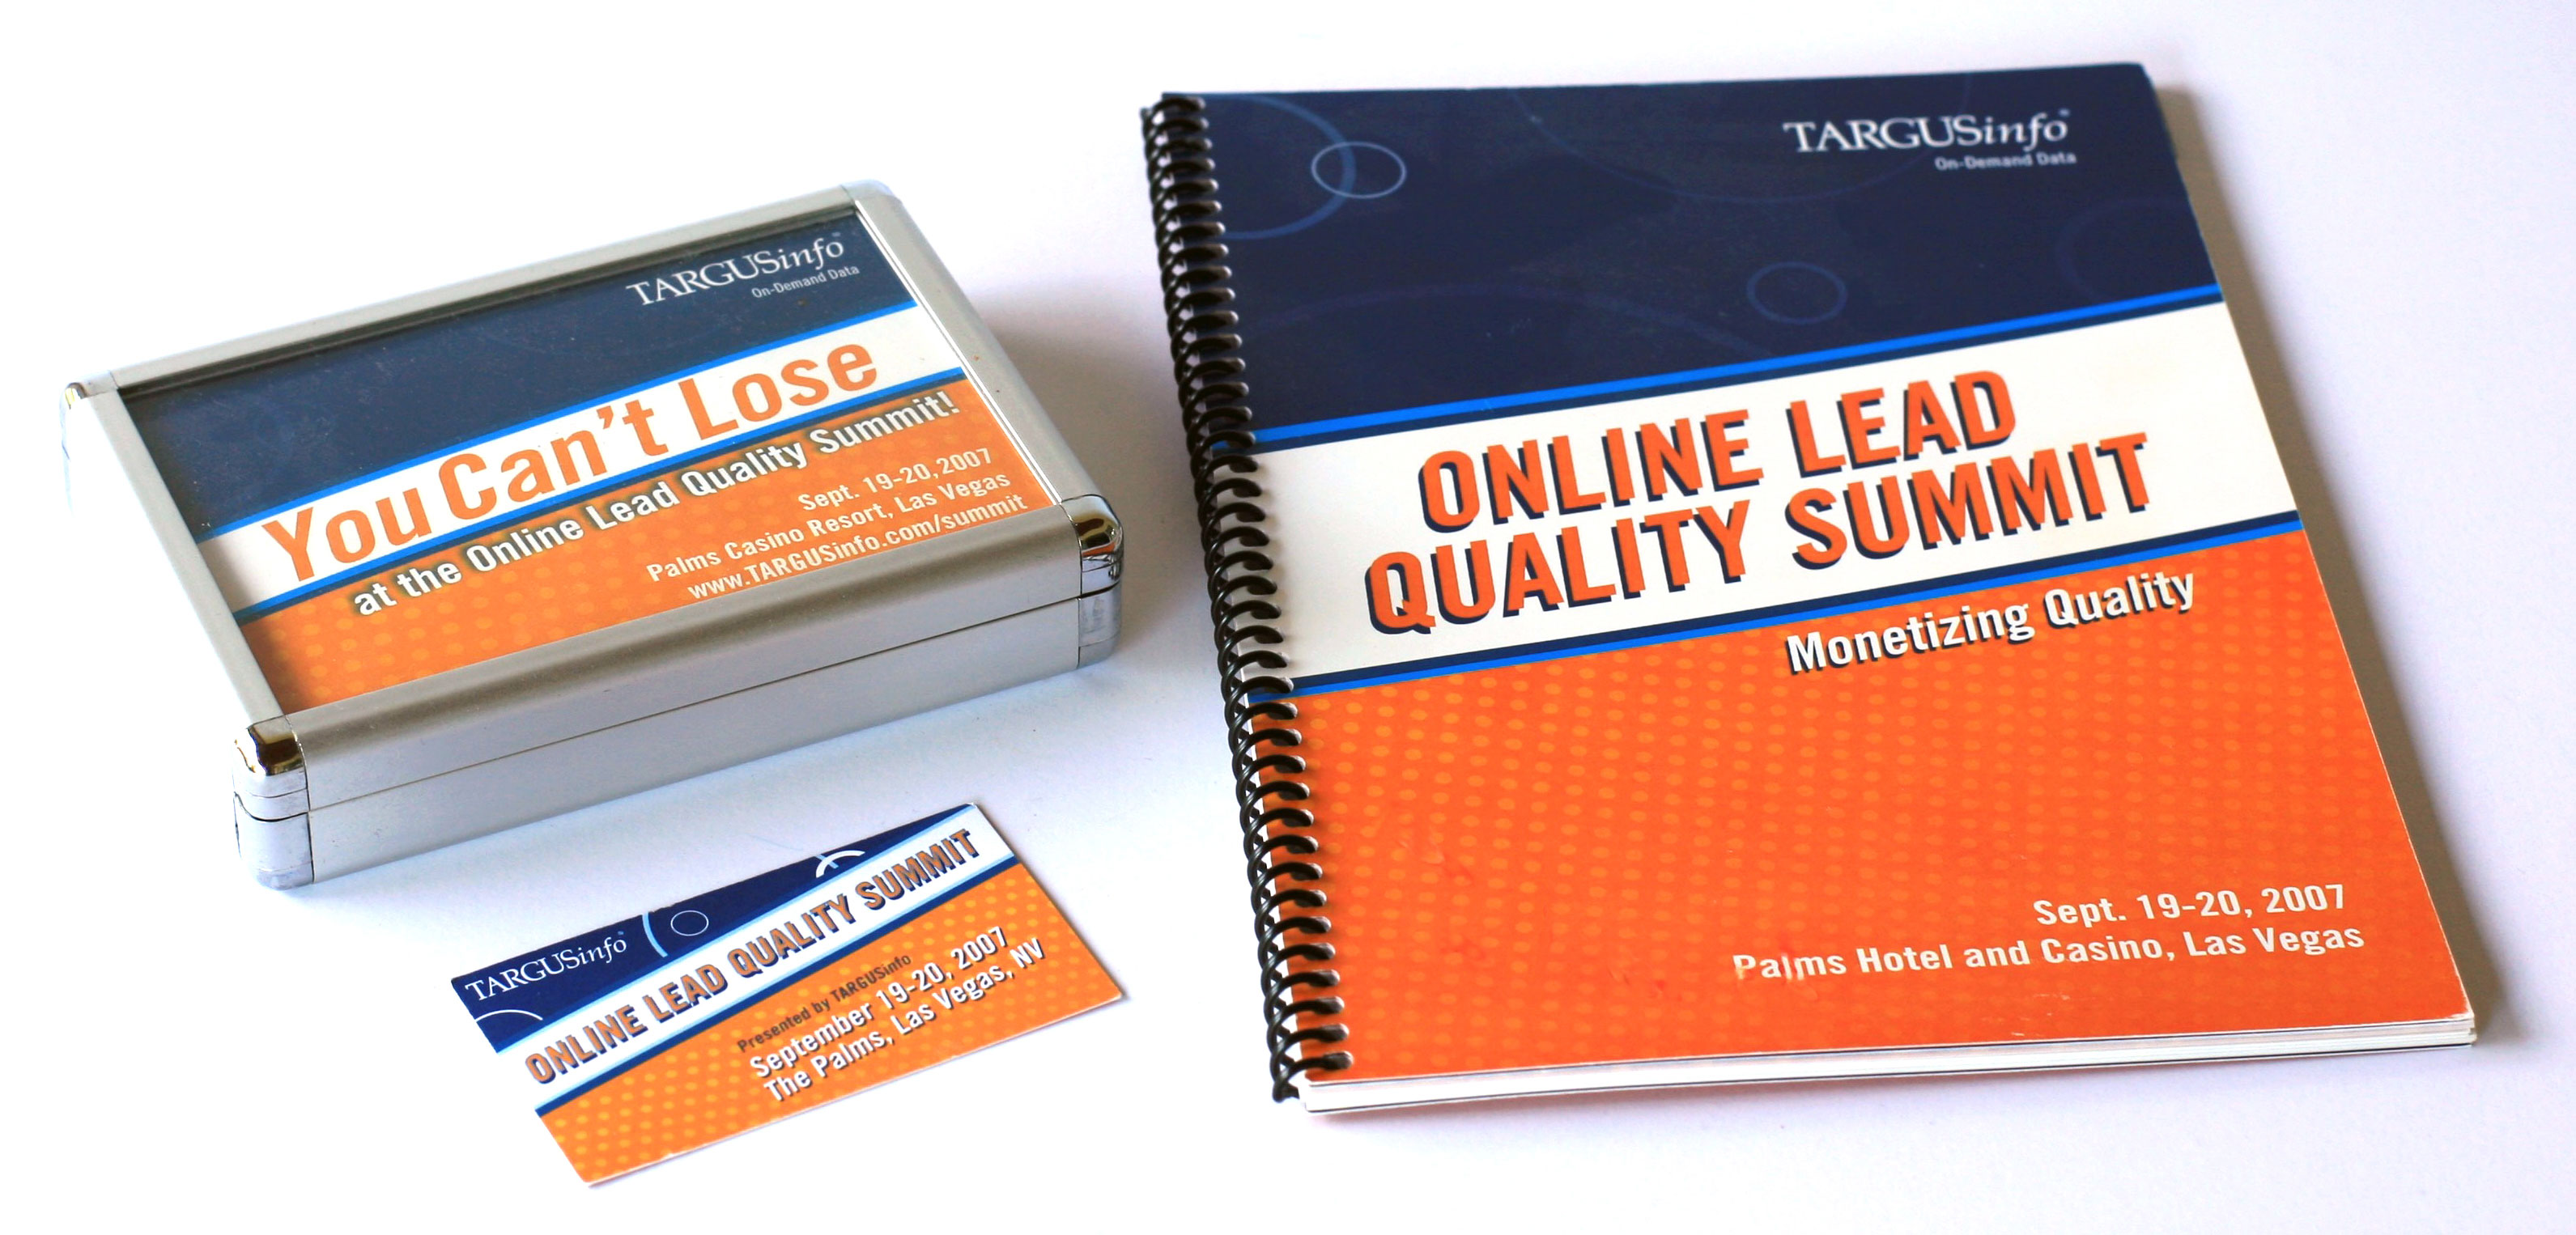 TARGUSinfo™
On-Demand Data
You Can't Lose
at the Online Lead Quality Summit!
Sept. 19-20, 2007
Palms Casino Resort, Las Vegas
www.TARGUSinfo.com/summit
TARGUSinfo
ONLINE LEAD QUALITY SUMMIT
Presented by TARGUSinfo
September 19-20, 2007
The Palms, Las Vegas, NV
TARGUSinfo™
On-Demand Data
ONLINE LEAD
QUALITY SUMMIT
Monetizing Quality
Sept. 19-20, 2007
Palms Hotel and Casino, Las Vegas